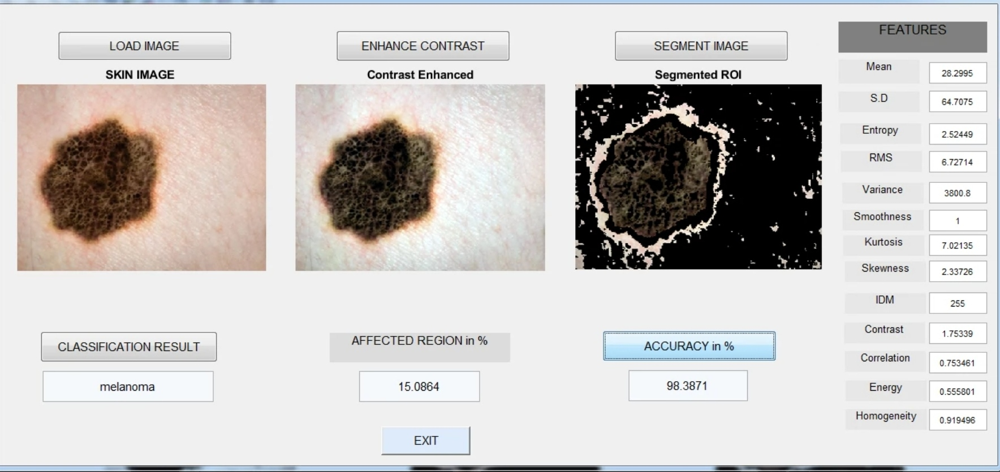 LOAD IMAGE
ENHANCE CONTRAST
SEGMENT IMAGE
SKIN IMAGE
Contrast Enhanced
Segmented ROI
FEATURES
Mean 28.2995
S.D 64.7075
Entropy 2.52449
RMS 6.72714
Variance 3800.8
Smoothness 1
Kurtosis 7.02135
Skewness 2.33726
IDM 255
Contrast 1.75339
Correlation 0.753461
Energy 0.555801
Homogeneity 0.919496
CLASSIFICATION RESULT
melanoma
AFFECTED REGION in %
15.0864
ACCURACY in %
98.3871
EXIT